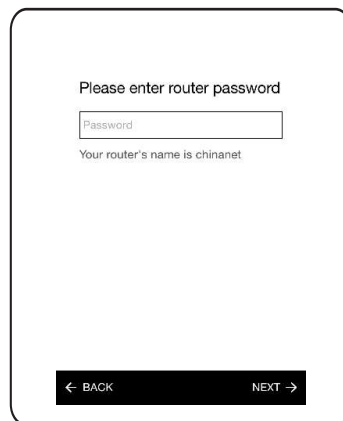 Please enter router password
Password
Your router's name is chinanet
← BACK
NEXT →